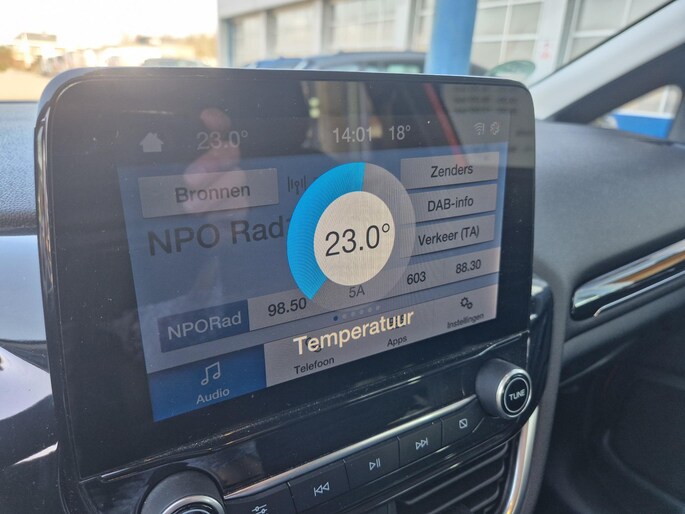 23.0° 14:01 18°
Bronnen
Zenders
DAB-info
Verkeer (TA)
NPO Rad
23.0°
NPORad 98.50 5A 603 88.30
Temperatuur
Audio Telefoon Apps Instellingen
TUNE